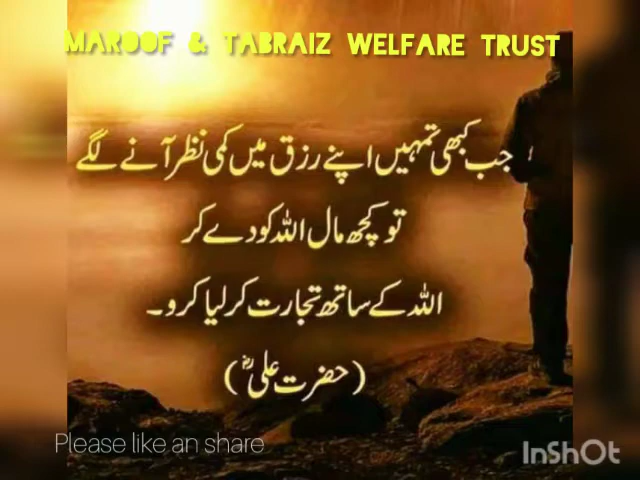 MAROOF & TABRAIZ WELFARE TRUST
جب کبھی تمہیں اپنے رزق میں کمی نظر آنے لگے
تو کچھ مال اللہ کو دے کر
اللہ کے ساتھ تجارت کر لیا کرو۔
(حضرت علیؓ)
Please like an share
InShOt